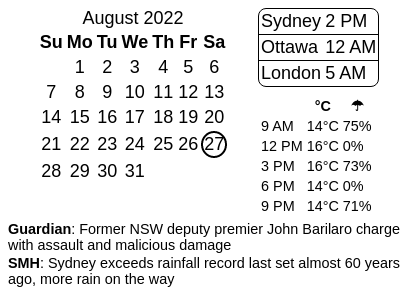 August 2022
Su Mo Tu We Th Fr Sa
1 2 3 4 5 6
7 8 9 10 11 12 13
14 15 16 17 18 19 20
21 22 23 24 25 26 27
28 29 30 31
Sydney 2 PM
Ottawa 12 AM
London 5 AM
°C ☂
9 AM 14°C 75%
12 PM 16°C 0%
3 PM 16°C 73%
6 PM 14°C 0%
9 PM 14°C 71%
Guardian: Former NSW deputy premier John Barilaro charge
with assault and malicious damage
SMH: Sydney exceeds rainfall record last set almost 60 years
ago, more rain on the way